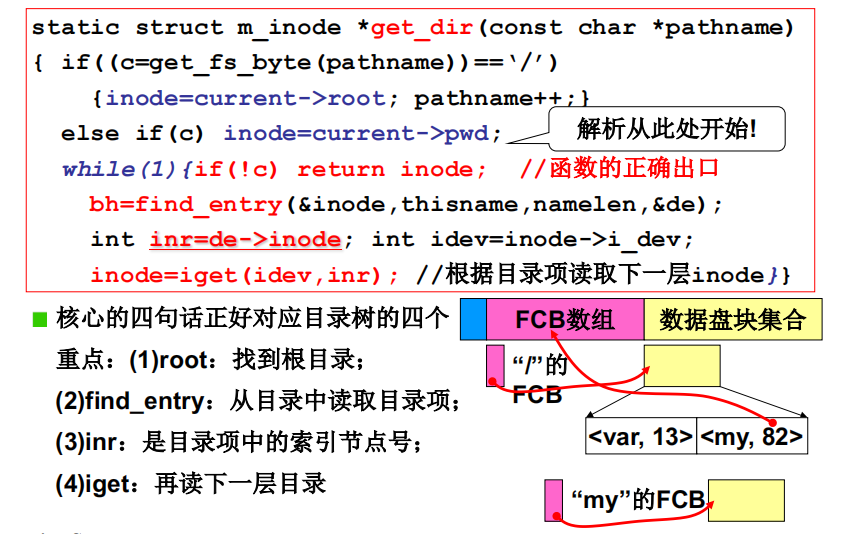 static struct m_inode *get_dir(const char *pathname)
{ if((c=get_fs_byte(pathname))==‘/’)
{inode=current->root; pathname++;}
else if(c) inode=current->pwd;
解析从此处开始!
while(1){if(!c) return inode; //函数的正确出口
bh=find_entry(&inode,thisname,namelen,&de);
int inr=de->inode; int idev=inode->i_dev;
inode=iget(idev,inr); //根据目录项读取下一层inode}}
核心的四句话正好对应目录树的四个
重点：(1)root：找到根目录；
(2)find_entry：从目录中读取目录项；
(3)inr：是目录项中的索引节点号；
(4)iget：再读下一层目录
FCB数组
数据盘块集合
“/”的
FCB
<var, 13>
<my, 82>
“my”的FCB